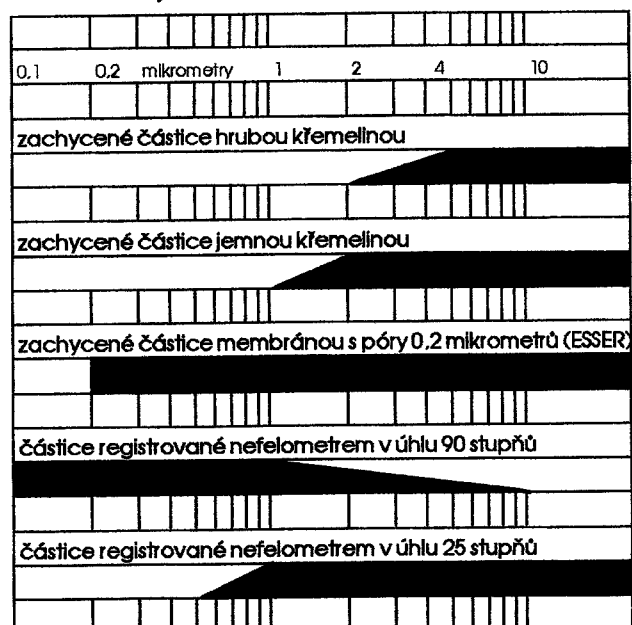 0,1 0,2 mikrometry 1 2 4 10
zachycené částice hrubou křemelinou
zachycené částice jemnou křemelinou
zachycené částice membránou s póry 0,2 mikrometrů (ESSER)
částice registrované nefelometrem v úhlu 90 stupňů
částice registrované nefelometrem v úhlu 25 stupňů